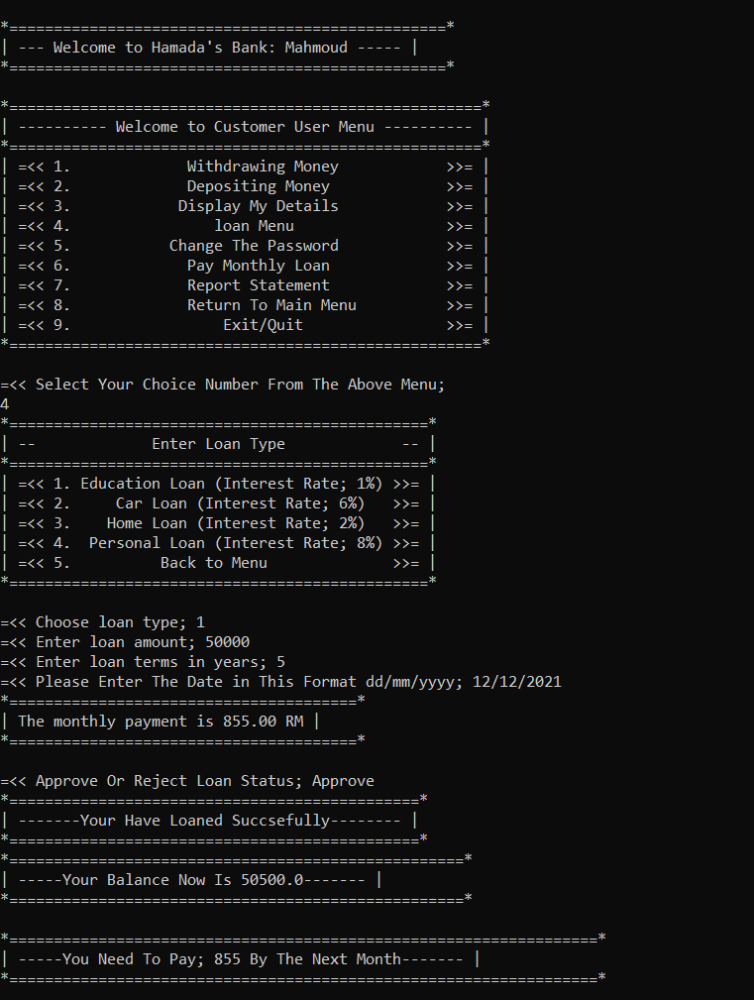 *=================================================*
| --- Welcome to Hamada's Bank: Mahmoud ----- |
*=================================================*
*=====================================================*
| ---------- Welcome to Customer User Menu ---------- |
*=====================================================*
| =<< 1.             Withdrawing Money            >>= |
| =<< 2.             Depositing Money             >>= |
| =<< 3.            Display My Details            >>= |
| =<< 4.                loan Menu                 >>= |
| =<< 5.           Change The Password            >>= |
| =<< 6.             Pay Monthly Loan             >>= |
| =<< 7.             Report Statement             >>= |
| =<< 8.             Return To Main Menu          >>= |
| =<< 9.                 Exit/Quit                >>= |
*=====================================================*
=<< Select Your Choice Number From The Above Menu;
4
*===============================================*
| --             Enter Loan Type             -- |
*===============================================*
| =<< 1. Education Loan (Interest Rate; 1%) >>= |
| =<< 2.     Car Loan (Interest Rate; 6%)   >>= |
| =<< 3.    Home Loan (Interest Rate; 2%)   >>= |
| =<< 4.  Personal Loan (Interest Rate; 8%) >>= |
| =<< 5.          Back to Menu              >>= |
*===============================================*
=<< Choose loan type; 1
=<< Enter loan amount; 50000
=<< Enter loan terms in years; 5
=<< Please Enter The Date in This Format dd/mm/yyyy; 12/12/2021
*=======================================*
| The monthly payment is 855.00 RM |
*=======================================*
=<< Approve Or Reject Loan Status; Approve
*==============================================*
| -------Your Have Loaned Succsefully-------- |
*==============================================*
*===================================================*
| -----Your Balance Now Is 50500.0------- |
*===================================================*
*==================================================================*
| -----You Need To Pay; 855 By The Next Month------- |
*==================================================================*